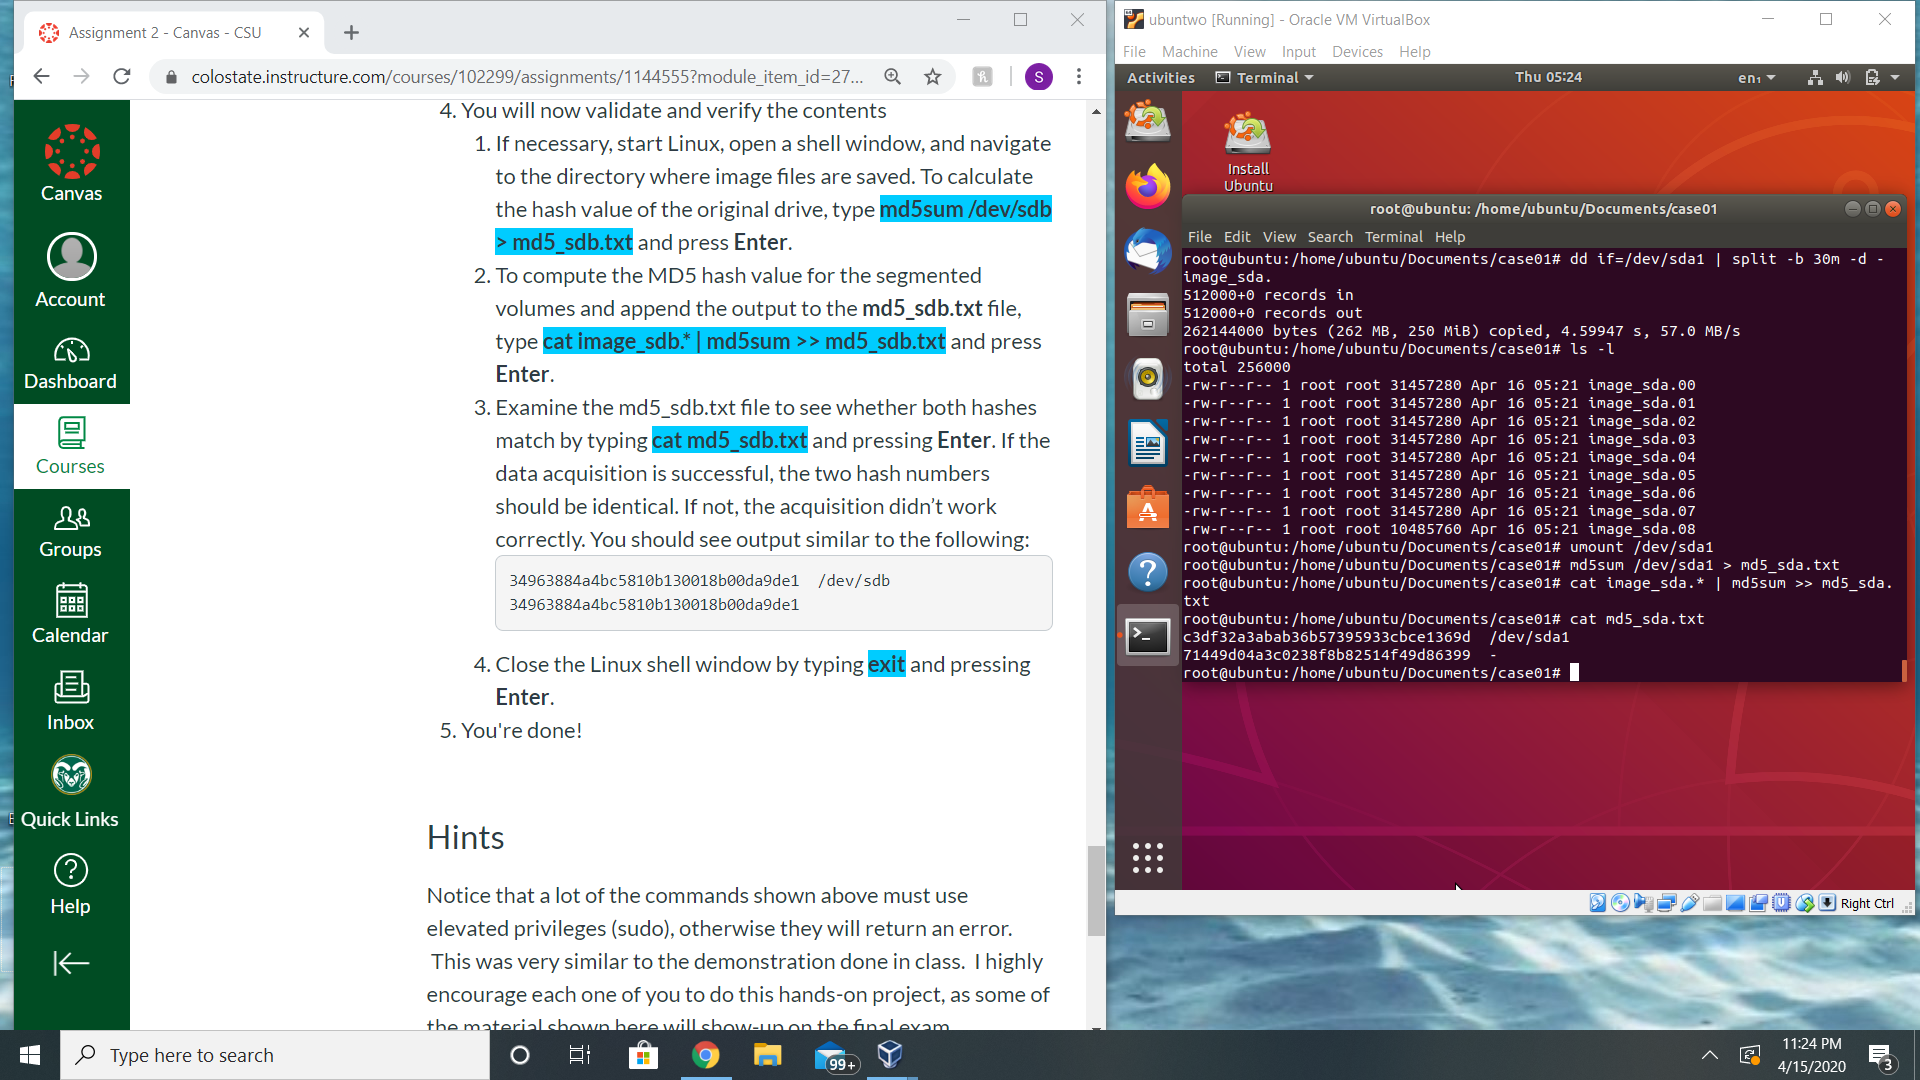 Assignment 2 - Canvas - CSU
colostate.instructure.com/courses/102299/assignments/1144555?module_item_id=27...
S
Canvas
Account
Dashboard
Courses
Groups
Calendar
Inbox
Quick Links
Help
4. You will now validate and verify the contents
1. If necessary, start Linux, open a shell window, and navigate
to the directory where image files are saved. To calculate
the hash value of the original drive, type md5sum /dev/sdb
> md5_sdb.txt and press Enter.
2. To compute the MD5 hash value for the segmented
volumes and append the output to the md5_sdb.txt file,
type cat image_sdb.* | md5sum >> md5_sdb.txt and press
Enter.
3. Examine the md5_sdb.txt file to see whether both hashes
match by typing cat md5_sdb.txt and pressing Enter. If the
data acquisition is successful, the two hash numbers
should be identical. If not, the acquisition didn’t work
correctly. You should see output similar to the following:
34963884a4bc5810b130018b00da9de1  /dev/sdb
34963884a4bc5810b130018b00da9de1
4. Close the Linux shell window by typing exit and pressing
Enter.
5. You're done!
Hints
Notice that a lot of the commands shown above must use
elevated privileges (sudo), otherwise they will return an error.
This was very similar to the demonstration done in class.  I highly
encourage each one of you to do this hands-on project, as some of
the material shown here will show-up on the final exam.
ubuntwo [Running] - Oracle VM VirtualBox
File Machine View Input Devices Help
Activities Terminal Thu 05:24 en₁
Install
Ubuntu
root@ubuntu: /home/ubuntu/Documents/case01
File Edit View Search Terminal Help
root@ubuntu:/home/ubuntu/Documents/case01# dd if=/dev/sda1 | split -b 30m -d -
image_sda.
512000+0 records in
512000+0 records out
262144000 bytes (262 MB, 250 MiB) copied, 4.59947 s, 57.0 MB/s
root@ubuntu:/home/ubuntu/Documents/case01# ls -l
total 256000
-rw-r--r-- 1 root root 31457280 Apr 16 05:21 image_sda.00
-rw-r--r-- 1 root root 31457280 Apr 16 05:21 image_sda.01
-rw-r--r-- 1 root root 31457280 Apr 16 05:21 image_sda.02
-rw-r--r-- 1 root root 31457280 Apr 16 05:21 image_sda.03
-rw-r--r-- 1 root root 31457280 Apr 16 05:21 image_sda.04
-rw-r--r-- 1 root root 31457280 Apr 16 05:21 image_sda.05
-rw-r--r-- 1 root root 31457280 Apr 16 05:21 image_sda.06
-rw-r--r-- 1 root root 31457280 Apr 16 05:21 image_sda.07
-rw-r--r-- 1 root root 10485760 Apr 16 05:21 image_sda.08
root@ubuntu:/home/ubuntu/Documents/case01# umount /dev/sda1
root@ubuntu:/home/ubuntu/Documents/case01# md5sum /dev/sda1 > md5_sda.txt
root@ubuntu:/home/ubuntu/Documents/case01# cat image_sda.* | md5sum >> md5_sda.
txt
root@ubuntu:/home/ubuntu/Documents/case01# cat md5_sda.txt
c3df32a3abab36b57395933cbce1369d  /dev/sda1
71449d04a3c0238f8b82514f49d86399  -
root@ubuntu:/home/ubuntu/Documents/case01#
Right Ctrl
Type here to search
99+
11:24 PM
4/15/2020
3